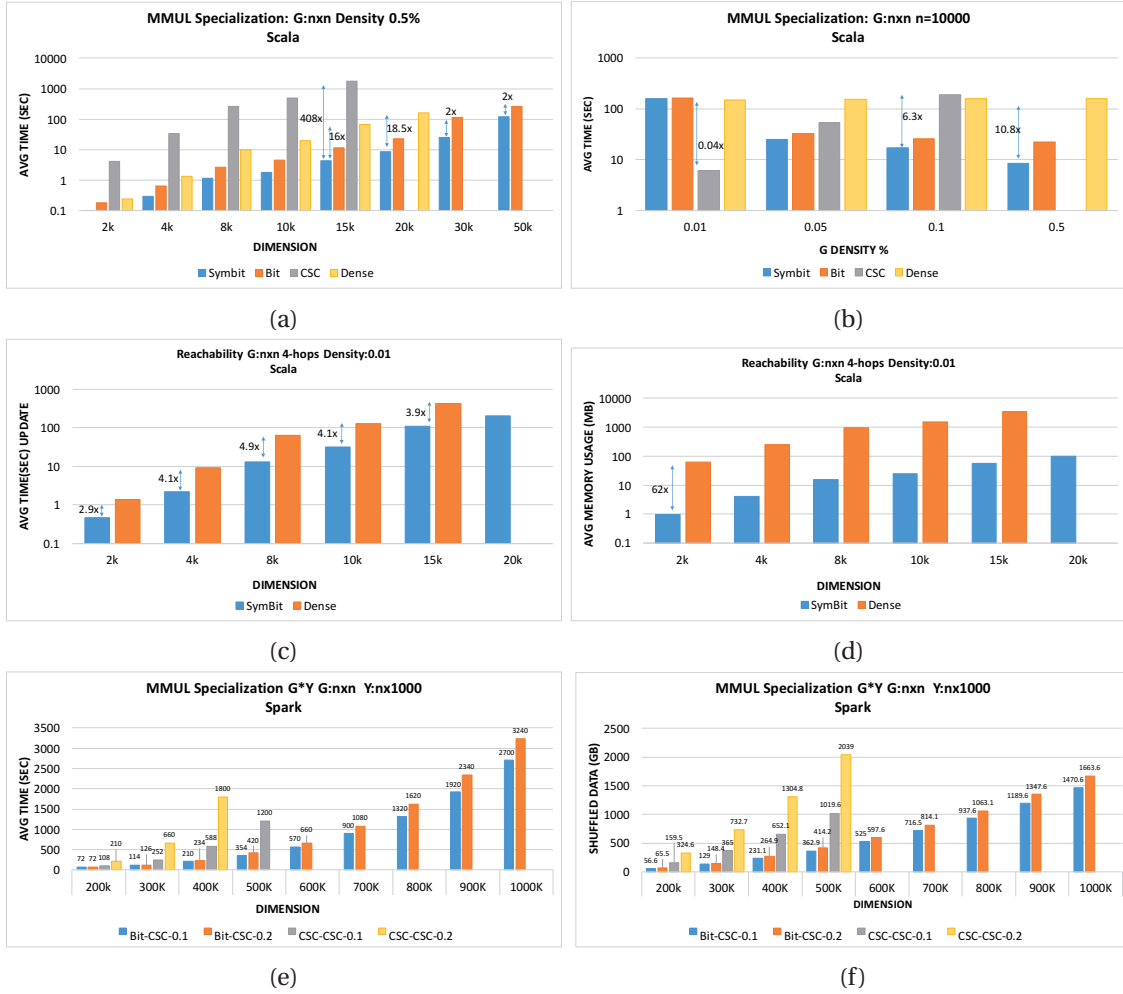 MMUL Specialization: G:nxn Density 0.5%
Scala
AVG TIME (SEC)
10000
1000
100
10
1
0.1
408x
16x
18.5x
2x
2x
2k 4k 8k 10k 15k 20k 30k 50k
DIMENSION
Symbit Bit CSC Dense
(a)
MMUL Specialization: G:nxn n=10000
Scala
AVG TIME (SEC)
1000
100
10
1
0.04x
6.3x
10.8x
0.01 0.05 0.1 0.5
G DENSITY %
Symbit Bit CSC Dense
(b)
Reachability G:nxn 4-hops Density:0.01
Scala
AVG TIME(SEC) UPDATE
1000
100
10
1
0.1
2.9x
4.1x
4.9x
4.1x
3.9x
2k 4k 8k 10k 15k 20k
DIMENSION
SymBit Dense
(c)
Reachability G:nxn 4-hops Density:0.01
Scala
AVG MEMORY USAGE (MB)
10000
1000
100
10
1
0.1
62x
2k 4k 8k 10k 15k 20k
DIMENSION
SymBit Dense
(d)
MMUL Specialization G*Y G:nxn Y:nx1000
Spark
AVG TIME (SEC)
3500
3000
2500
2000
1500
1000
500
0
72 72 108 210
114 126 252 660
210 234 588 1800
354 420 1200
570 660
900 1080
1320 1620
1920 2340
2700 3240
200k 300K 400K 500K 600K 700K 800K 900K 1000K
DIMENSION
Bit-CSC-0.1 Bit-CSC-0.2 CSC-CSC-0.1 CSC-CSC-0.2
(e)
MMUL Specialization G*Y G:nxn Y:nx1000
Spark
SHUFFLED DATA (GB)
2500
2000
1500
1000
500
0
56.6 65.5 159.5 324.6
129 148.4 365 732.7
231.1 264.9 652.1 1304.8
362.9 414.2 1019.6 2039
525 597.6
716.5 814.1
937.6 1063.1
1189.6 1347.6
1470.6 1663.6
200k 300K 400K 500K 600K 700K 800K 900K 1000K
DIMENSION
Bit-CSC-0.1 Bit-CSC-0.2 CSC-CSC-0.1 CSC-CSC-0.2
(f)